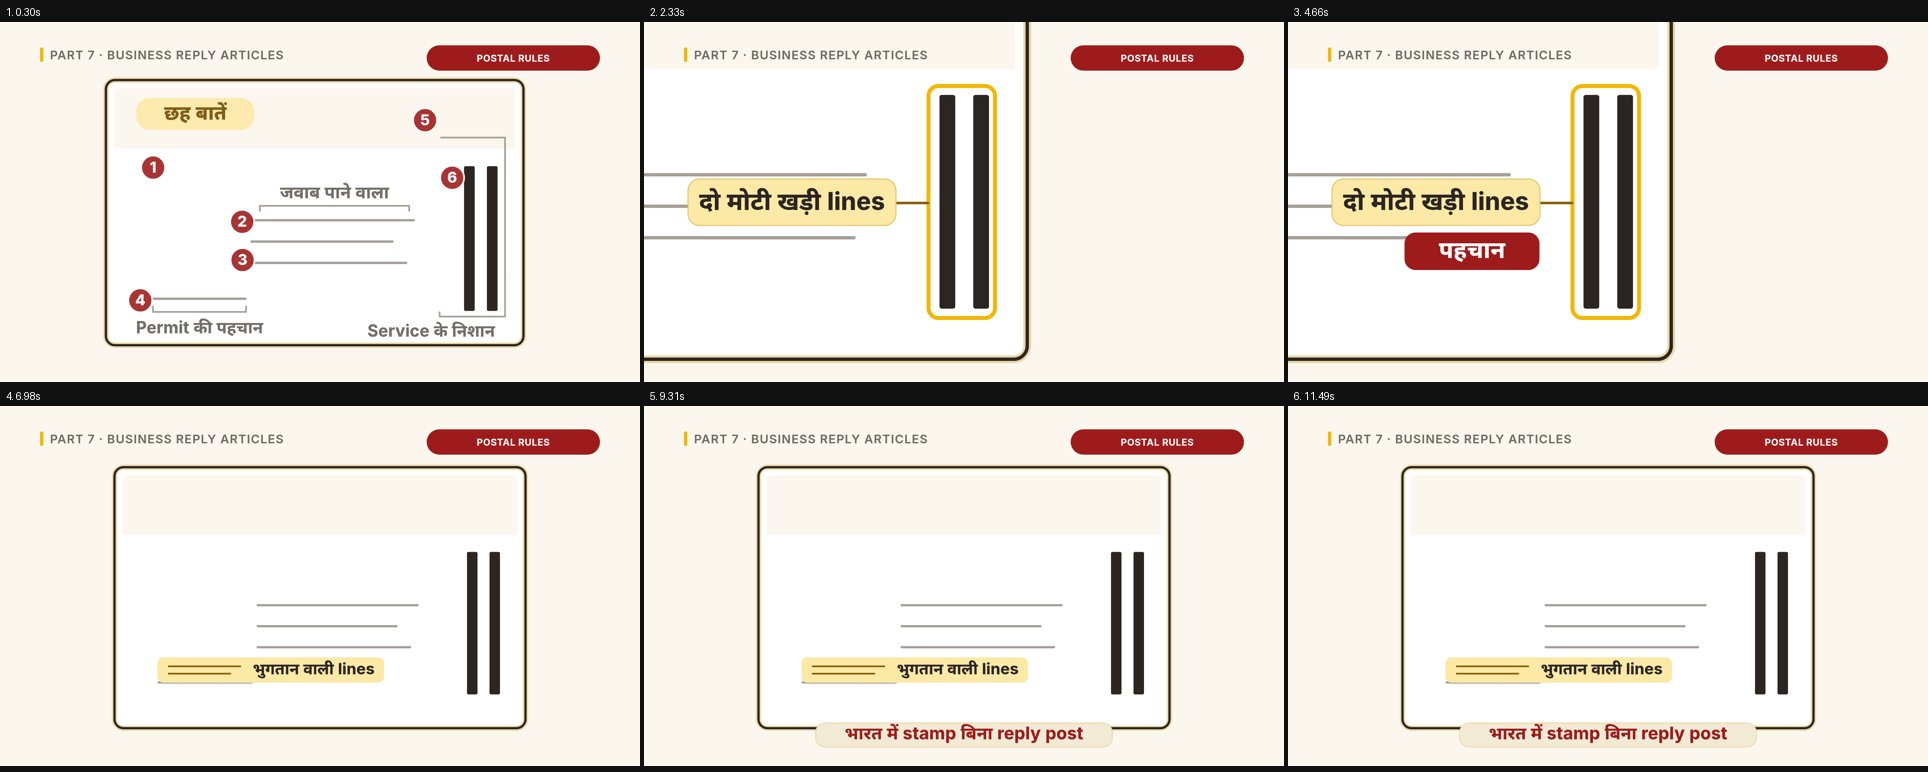 1. 0.30s
PART 7 · BUSINESS REPLY ARTICLES
POSTAL RULES
छह बातें
5
1
6
जवाब पाने वाला
2
3
4
Permit की पहचान
Service के निशान
2. 2.33s
PART 7 · BUSINESS REPLY ARTICLES
POSTAL RULES
दो मोटी खड़ी lines
3. 4.66s
PART 7 · BUSINESS REPLY ARTICLES
POSTAL RULES
दो मोटी खड़ी lines
पहचान
4. 6.98s
PART 7 · BUSINESS REPLY ARTICLES
POSTAL RULES
भुगतान वाली lines
5. 9.31s
PART 7 · BUSINESS REPLY ARTICLES
POSTAL RULES
भुगतान वाली lines
भारत में stamp बिना reply post
6. 11.49s
PART 7 · BUSINESS REPLY ARTICLES
POSTAL RULES
भुगतान वाली lines
भारत में stamp बिना reply post